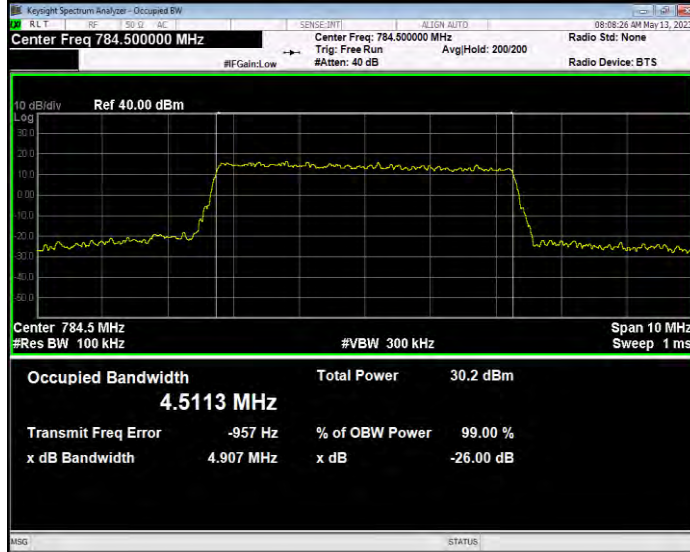 Keysight Spectrum Analyzer - Occupied BW
RLT RF 50 Ω AC SENSE:INT ALIGN AUTO 08:08:26 AM May 13, 2023
Center Freq 784.500000 MHz
Center Freq: 784.500000 MHz Radio Std: None
Trig: Free Run Avg|Hold: 200/200
#IFGain:Low #Atten: 40 dB Radio Device: BTS
10 dB/div Ref 40.00 dBm
Log
30.0
20.0
10.0
0.00
-10.0
-20.0
-30.0
-40.0
-50.0
Center 784.5 MHz Span 10 MHz
#Res BW 100 kHz #VBW 300 kHz Sweep 1 ms
Occupied Bandwidth Total Power 30.2 dBm
4.5113 MHz
Transmit Freq Error -957 Hz % of OBW Power 99.00 %
x dB Bandwidth 4.907 MHz x dB -26.00 dB
MSG STATUS